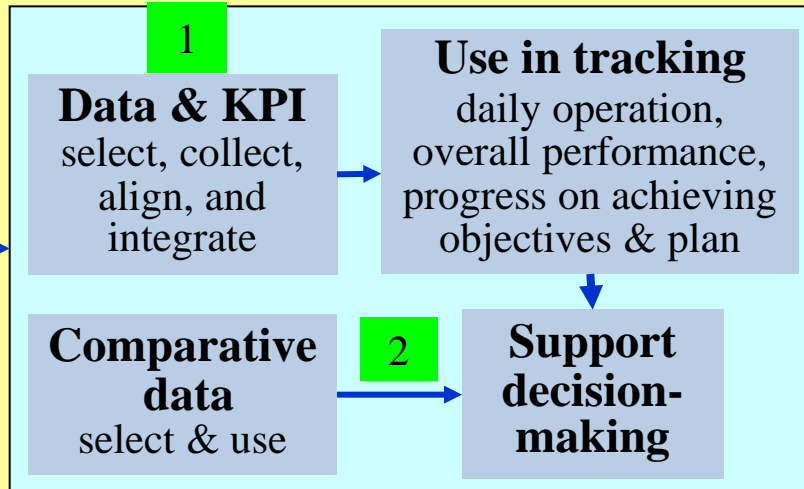 1
Data & KPI
select, collect,
align, and
integrate
Use in tracking
daily operation,
overall performance,
progress on achieving
objectives & plan
Comparative
data
select & use
2
Support
decision-
making